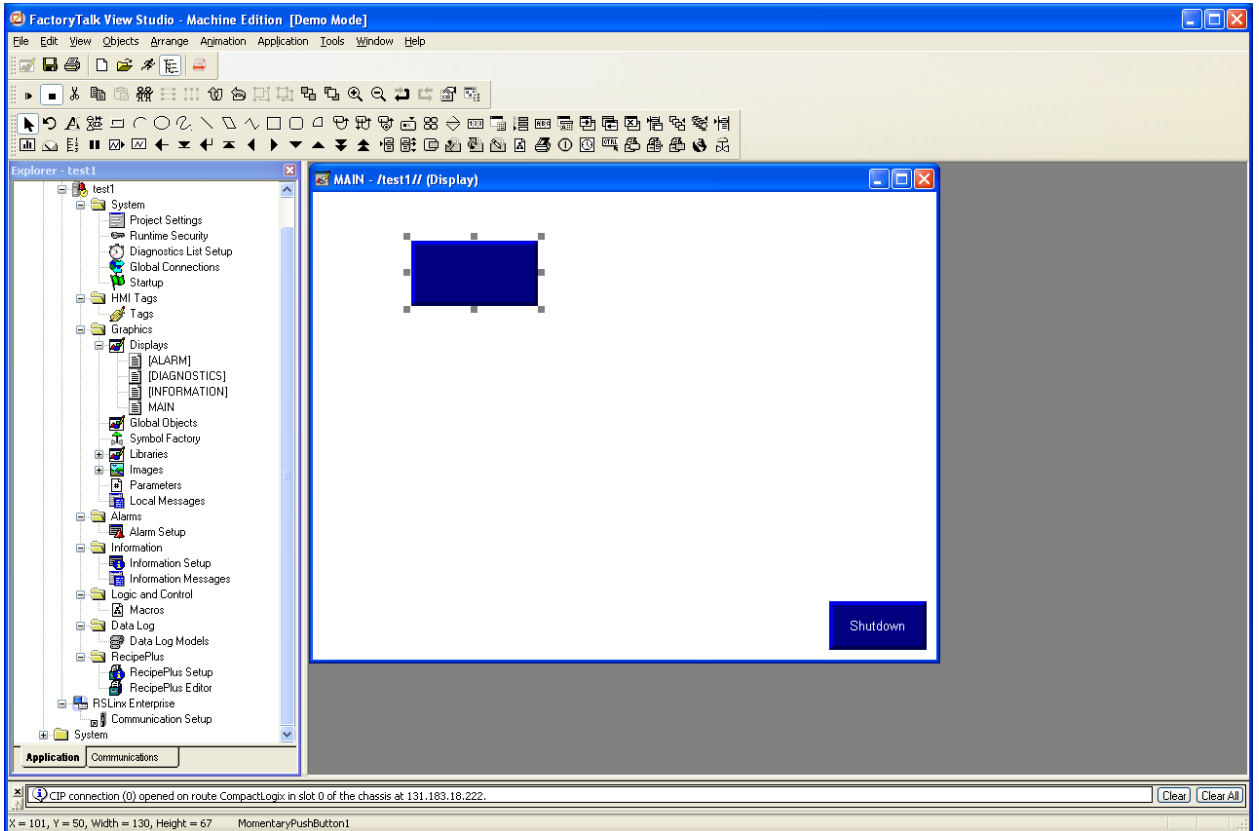 FactoryTalk View Studio - Machine Edition [Demo Mode]
File Edit View Objects Arrange Animation Application Tools Window Help
Explorer - test1
test1
System
Project Settings
Runtime Security
Diagnostics List Setup
Global Connections
Startup
HMI Tags
Tags
Graphics
Displays
[ALARM]
[DIAGNOSTICS]
[INFORMATION]
MAIN
Global Objects
Symbol Factory
Libraries
Images
Parameters
Local Messages
Alarms
Alarm Setup
Information
Information Setup
Information Messages
Logic and Control
Macros
Data Log
Data Log Models
RecipePlus
RecipePlus Setup
RecipePlus Editor
RSLinx Enterprise
Communication Setup
System
Application Communications
MAIN - /test1// (Display)
Shutdown
CIP connection (0) opened on route CompactLogix in slot 0 of the chassis at 131.183.18.222.
Clear Clear All
X = 101, Y = 50, Width = 130, Height = 67 MomentaryPushButton1